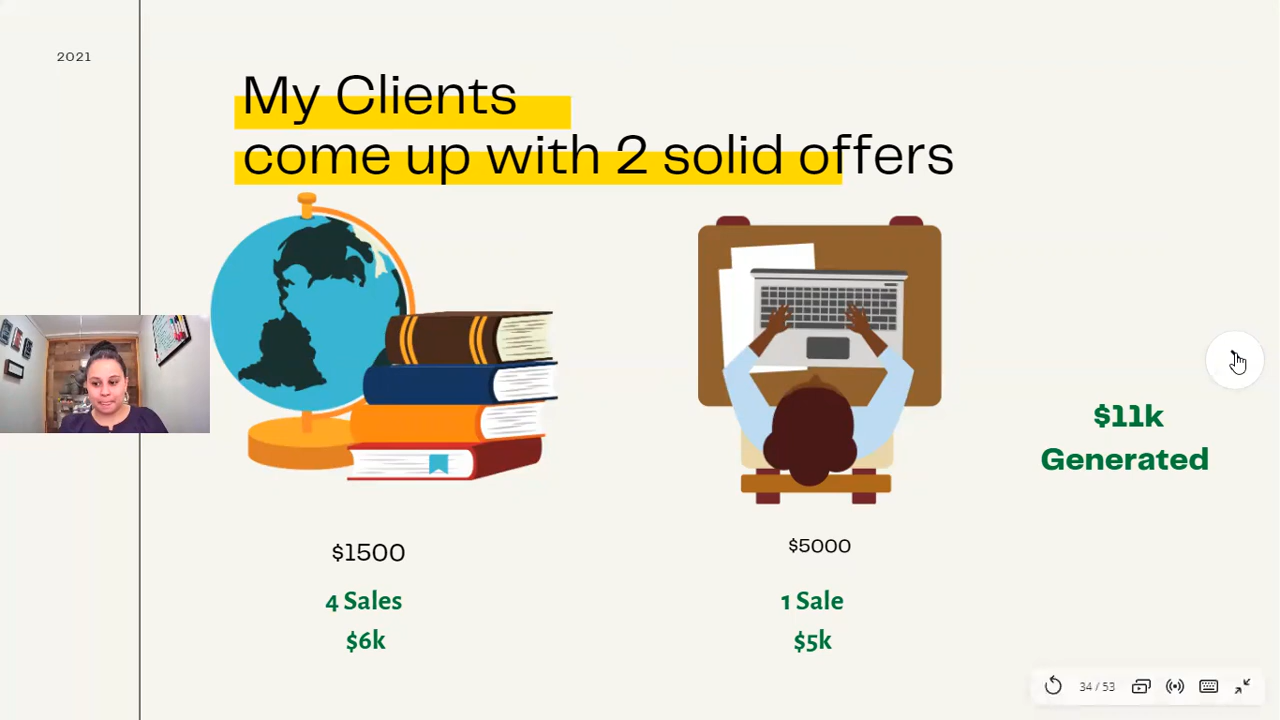 2021
My Clients
come up with 2 solid offers
$1500
4 Sales
$6k
$5000
1 Sale
$5k
$11k
Generated
34 / 53